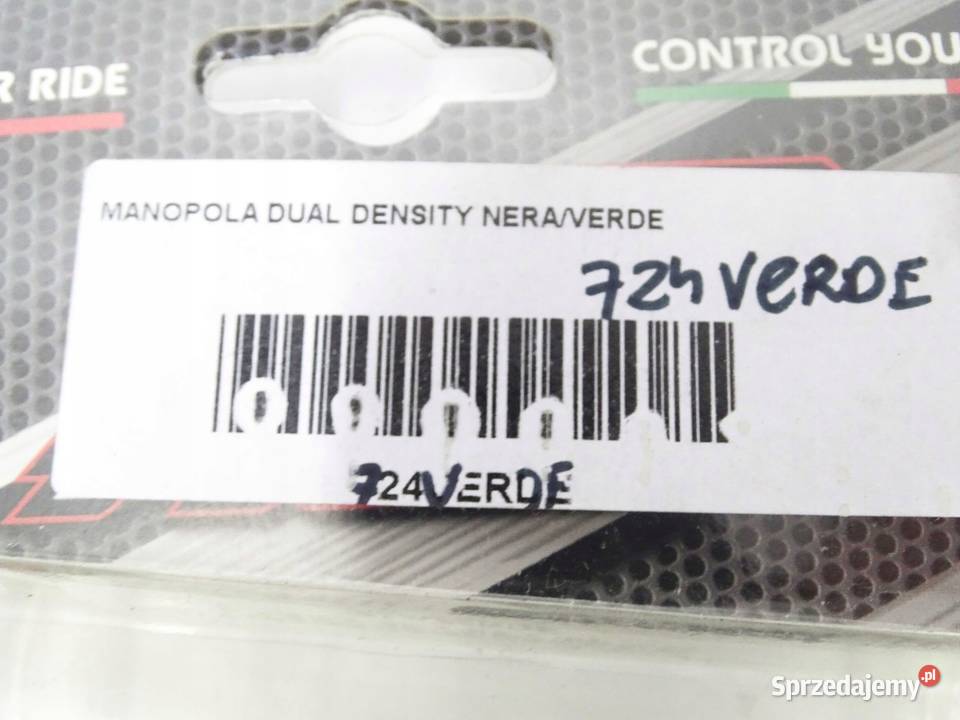 R RIDE
CONTROL YOU
MANOPOLA DUAL DENSITY NERA/VERDE
724 VERDE
724VERDE
Sprzedajemy.pl